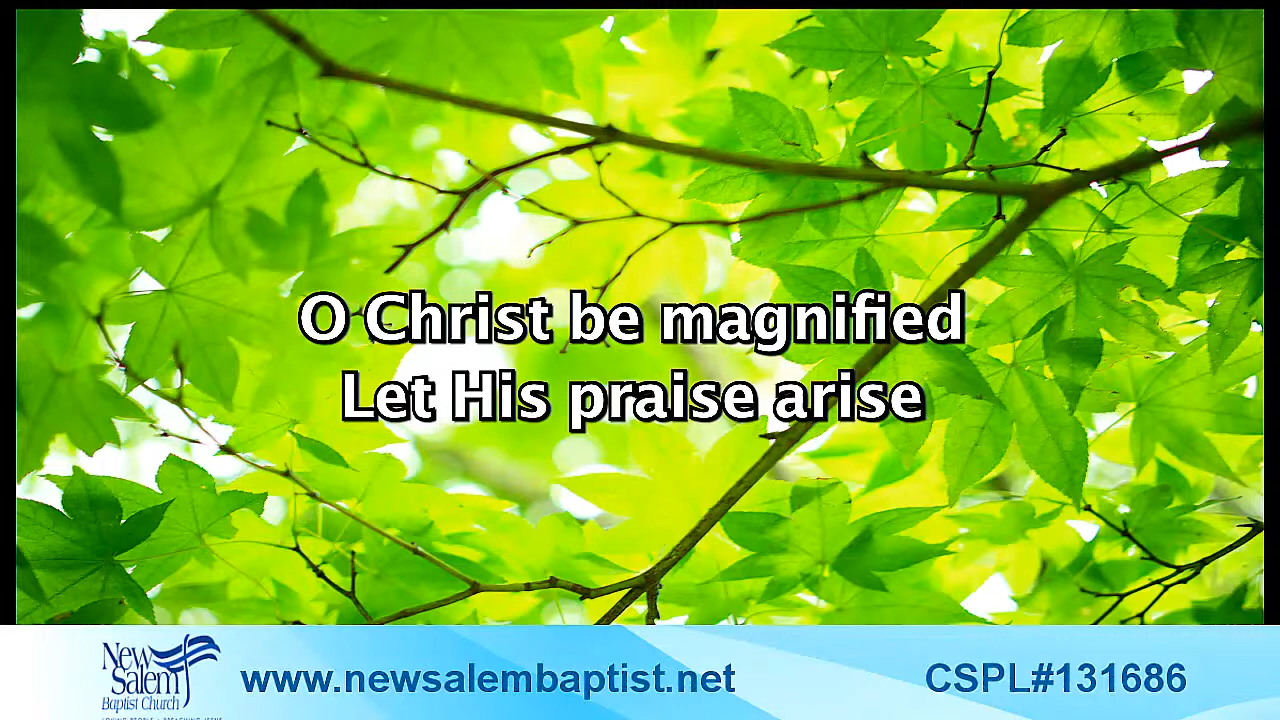 O Christ be magnified
Let His praise arise
New
Salem
Baptist Church
www.newsalembaptist.net
CSPL#131686